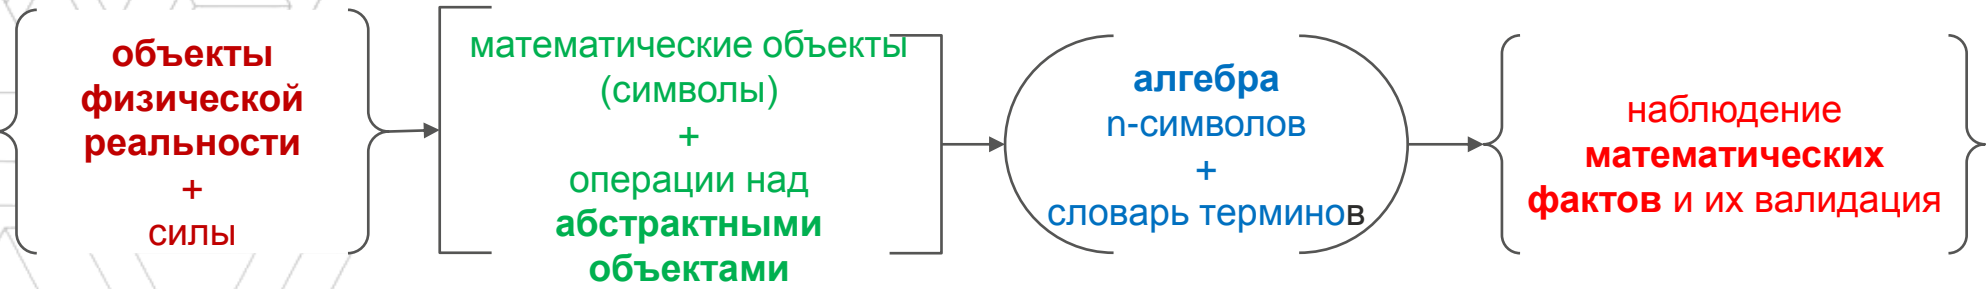 объекты
физической
реальности
+
силы
математические объекты
(символы)
+
операции над
абстрактными
объектами
алгебра
n-символов
+
словарь терминов
наблюдение
математических
фактов и их валидация